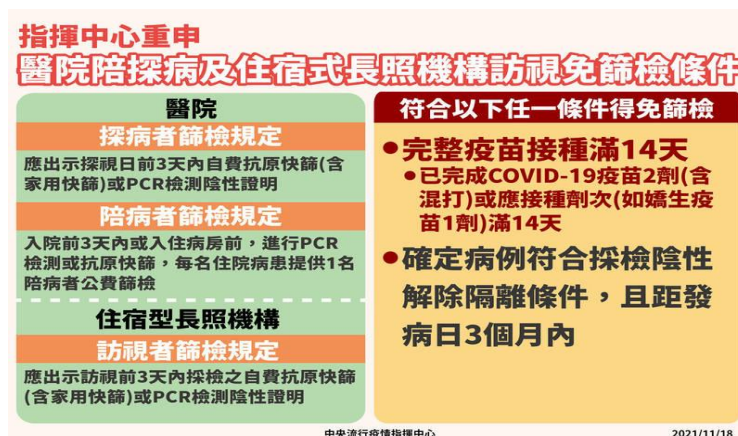 指揮中心重申
醫院陪探病及住宿式長照機構訪視免篩檢條件
醫院
探病者篩檢規定
應出示探視日前3天內自費抗原快篩(含
家用快篩)或PCR檢測陰性證明
陪病者篩檢規定
入院前3天內或入住病房前，進行PCR
檢測或抗原快篩，每名住院病患提供1名
陪病者公費篩檢
住宿型長照機構
訪視者篩檢規定
應出示訪視前3天內採檢之自費抗原快篩
(含家用快篩)或PCR檢測陰性證明
符合以下任一條件得免篩檢
●完整疫苗接種滿14天
●已完成COVID-19疫苗2劑(含
混打)或應接種劑次(如嬌生疫
苗1劑)滿14天
●確定病例符合採檢陰性
解除隔離條件，且距發
病日3個月內
中央流行疫情指揮中心
2021/11/18